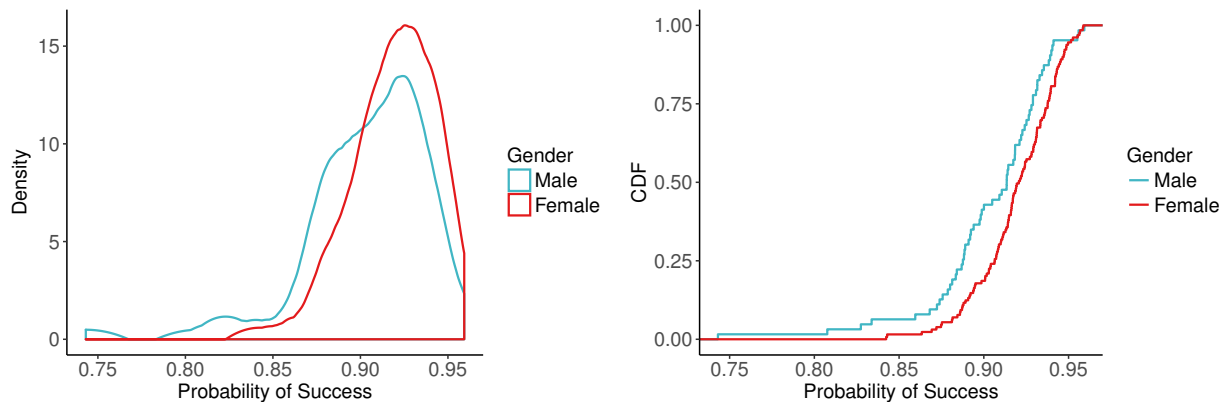 Density
15
10
5
0
0.75 0.80 0.85 0.90 0.95
Probability of Success
Gender
Male
Female
CDF
1.00
0.75
0.50
0.25
0.00
0.75 0.80 0.85 0.90 0.95
Probability of Success
Gender
Male
Female